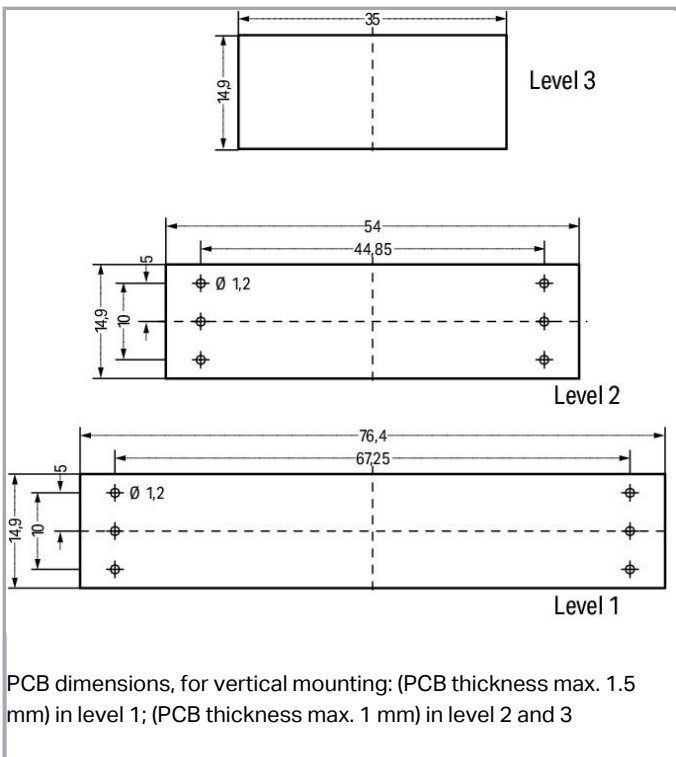 35
14,9
Level 3
54
44,85
5
Ø 1,2
14,9
10
Level 2
76,4
67,25
5
Ø 1,2
14,9
10
Level 1
PCB dimensions, for vertical mounting: (PCB thickness max. 1.5
mm) in level 1; (PCB thickness max. 1 mm) in level 2 and 3